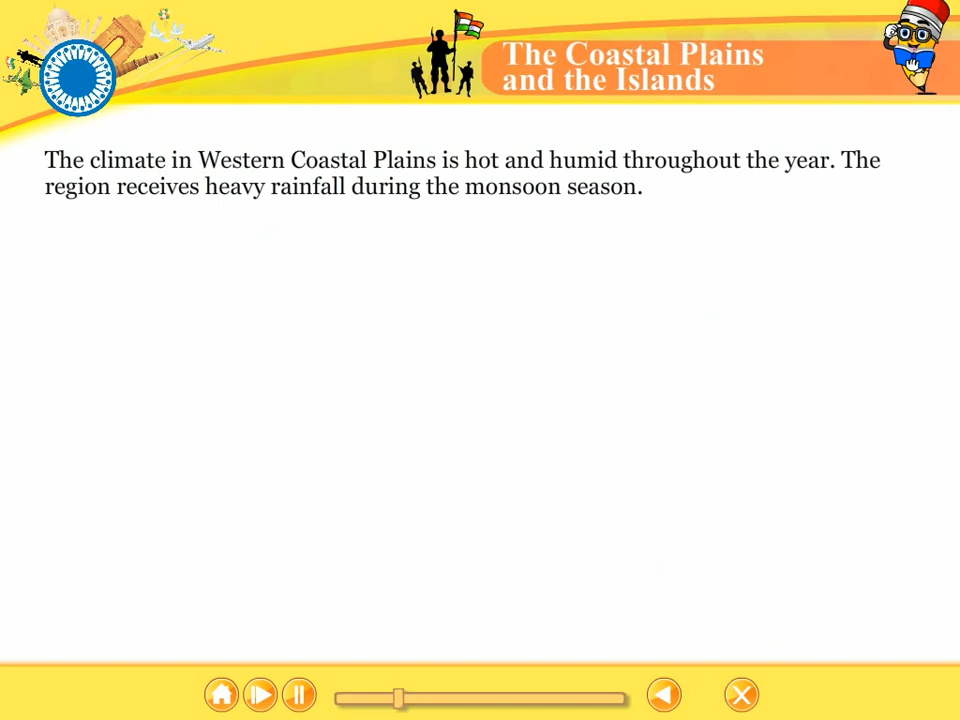 The Coastal Plains
and the Islands
The climate in Western Coastal Plains is hot and humid throughout the year. The
region receives heavy rainfall during the monsoon season.